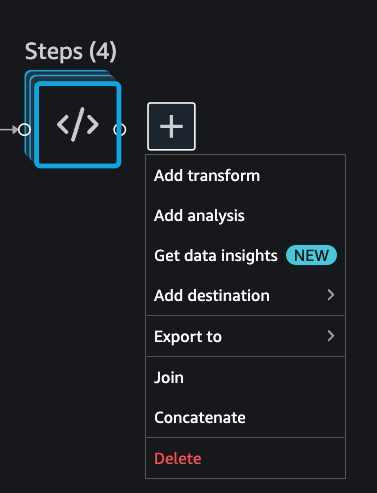 Steps (4)
</>
Add transform
Add analysis
Get data insights NEW
Add destination
Export to
Join
Concatenate
Delete